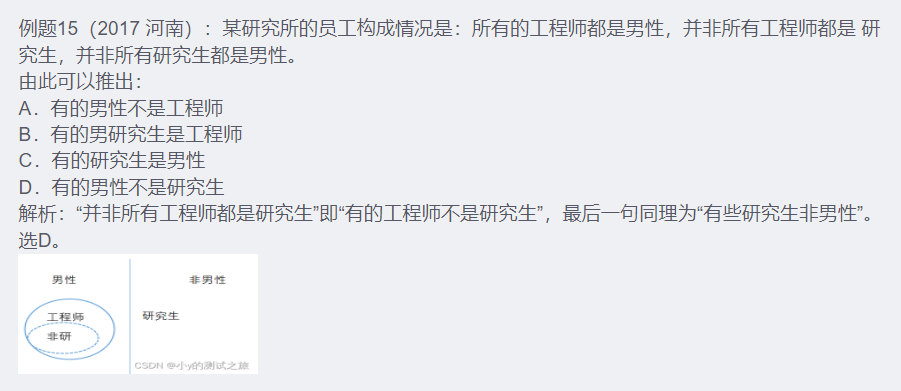 例题15（2017 河南）：某研究所的员工构成情况是：所有的工程师都是男性，并非所有工程师都是 研
究生，并非所有研究生都是男性。
由此可以推出：
A．有的男性不是工程师
B．有的男研究生是工程师
C．有的研究生是男性
D．有的男性不是研究生
解析：“并非所有工程师都是研究生”即“有的工程师不是研究生”，最后一句同理为“有些研究生非男性”。
选D。
男性 非男性
工程师 研究生
非研
CSDN @小y的测试之旅